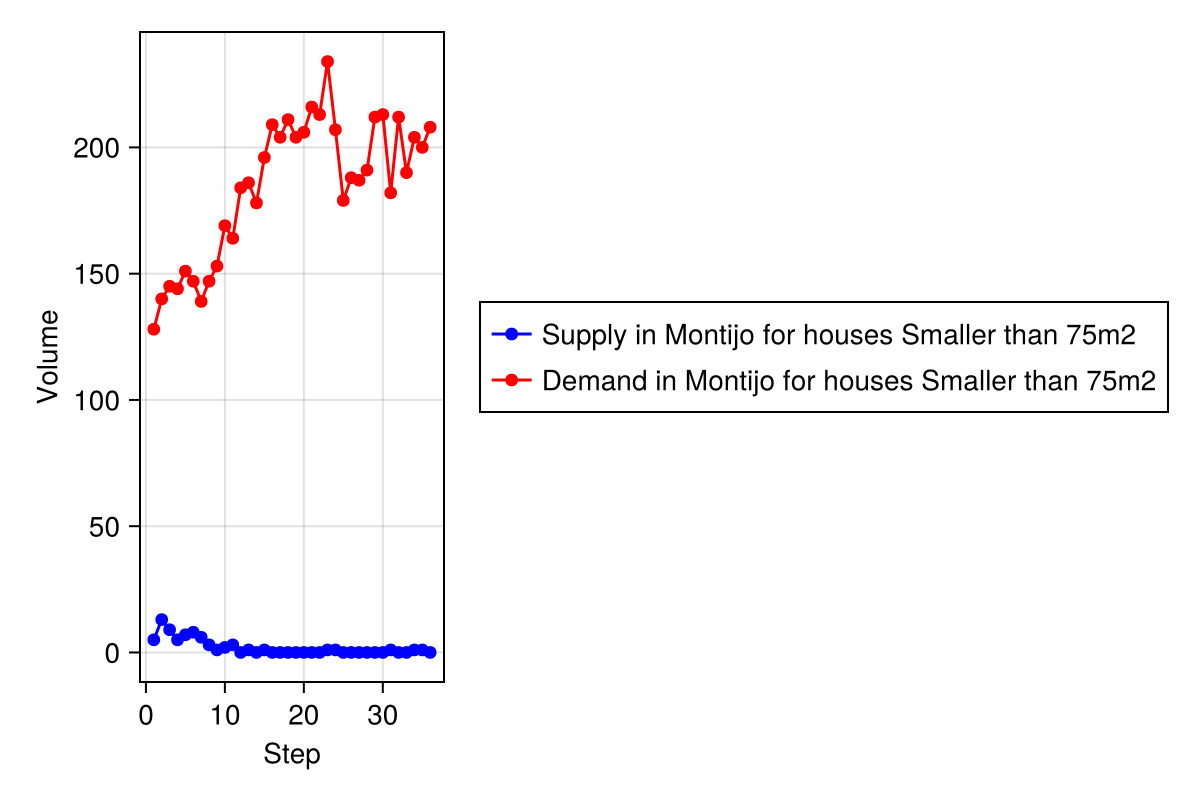 200
150
100
50
0
Volume
0 10 20 30
Step
Supply in Montijo for houses Smaller than 75m2
Demand in Montijo for houses Smaller than 75m2